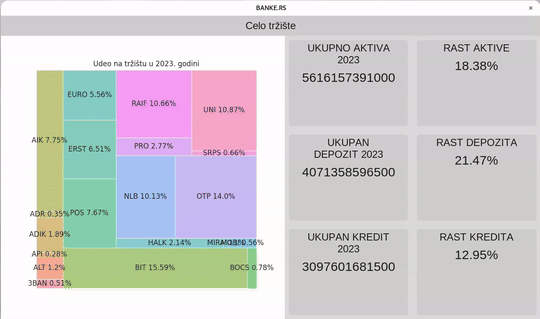 BANKE.RS
Celo tržište
Udeo na tržištu u 2023. godini
EURO 5.56%
RAIF 10.66%
UNI 10.87%
AIK 7.75%
ERST 6.51%
PRO 2.77%
SRPS 0.66%
POS 7.67%
NLB 10.13%
OTP 14.0%
ADR 0.35%
ADIK 1.89%
HALK 2.14%
0.56%
API 0.28%
ALT 1.2%
BIT 15.59%
BOCS 0.78%
3BAN 0.51%
UKUPNO AKTIVA
2023
5616157391000
RAST AKTIVE
18.38%
UKUPAN
DEPOZIT 2023
4071358596500
RAST DEPOZITA
21.47%
UKUPAN KREDIT
2023
3097601681500
RAST KREDITA
12.95%